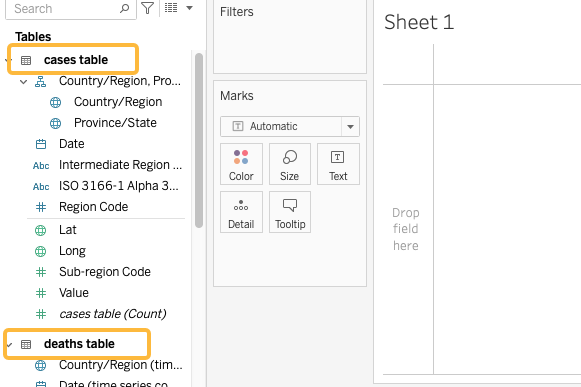 Search
Tables
cases table
Country/Region, Pro...
Country/Region
Province/State
Date
Abc Intermediate Region ...
Abc ISO 3166-1 Alpha 3...
# Region Code
Lat
Long
# Sub-region Code
# Value
# cases table (Count)
deaths table
Country/Region (tim...
Date (time series co...
Filters
Marks
T Automatic
Color
Size
T Text
Detail
Tooltip
Sheet 1
Drop
field
here